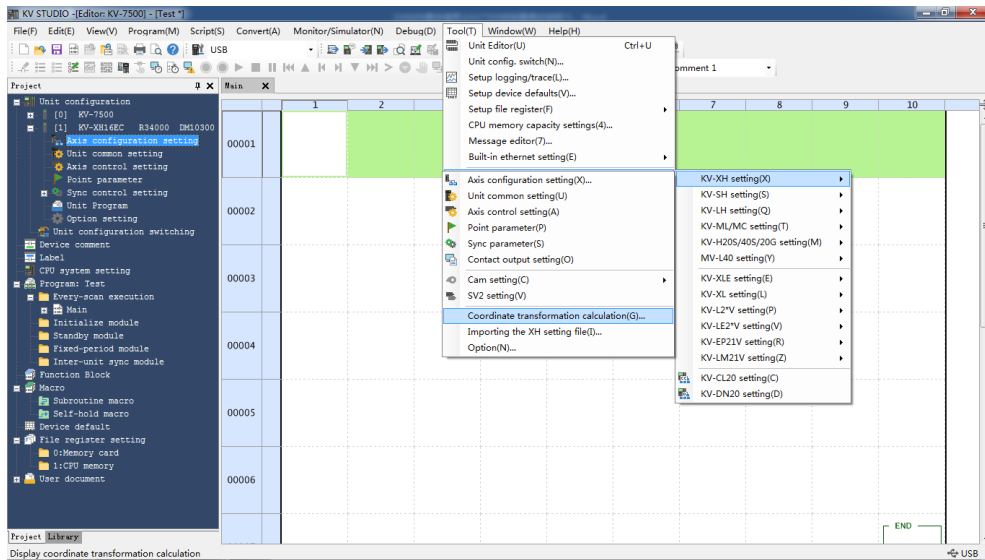 KV STUDIO -[Editor: KV-7500] - [Test *]
File(F) Edit(E) View(V) Program(M) Script(S) Convert(A) Monitor/Simulator(N) Debug(D) Tool(T) Window(W) Help(H)
USB
omment 1
Project
Main
Unit configuration
[0] KV-7500
[1] KV-XH16EC R34000 DM10300
Axis configuration setting
Unit common setting
Axis control setting
Point parameter
Sync control setting
Unit Program
Option setting
Unit configuration switching
Device comment
Label
CPU system setting
Program: Test
Every-scan execution
Main
Initialize module
Standby module
Fixed-period module
Inter-unit sync module
Function Block
Macro
Subroutine macro
Self-hold macro
Device default
File register setting
0:Memory card
1:CPU memory
User document
Project Library
1 2 7 8 9 10
00001
00002
00003
00004
00005
00006
END
Unit Editor(U) Ctrl+U
Unit config. switch(N)...
Setup logging/trace(L)...
Setup device defaults(V)...
Setup file register(F)
CPU memory capacity settings(4)...
Message editor(7)...
Built-in ethernet setting(E)
Axis configuration setting(X)...
Unit common setting(U)
Axis control setting(A)
Point parameter(P)
Sync parameter(S)
Contact output setting(O)
Cam setting(C)
SV2 setting(V)
Coordinate transformation calculation(G)...
Importing the XH setting file(I)...
Option(N)...
KV-XH setting(X)
KV-SH setting(S)
KV-LH setting(Q)
KV-ML/MC setting(T)
KV-H20S/40S/20G setting(M)
MV-L40 setting(Y)
KV-XLE setting(E)
KV-XL setting(L)
KV-L2*V setting(P)
KV-LE2*V setting(V)
KV-EP21V setting(R)
KV-LM21V setting(Z)
KV-CL20 setting(C)
KV-DN20 setting(D)
Display coordinate transformation calculation
USB